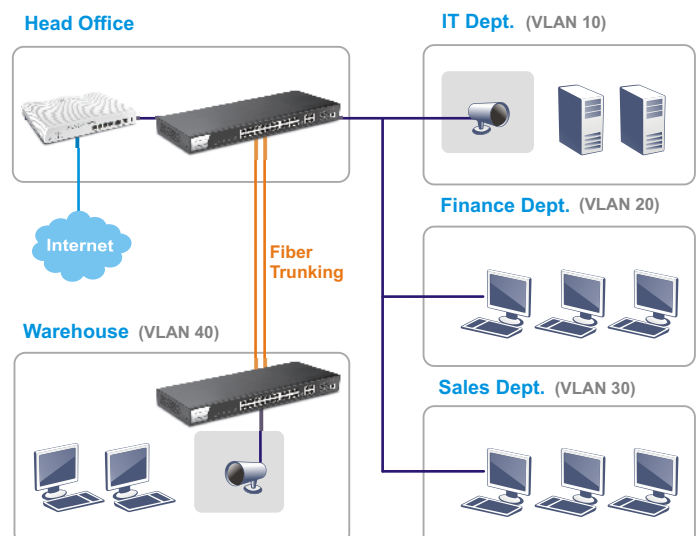 Head Office
IT Dept. (VLAN 10)
Internet
Fiber
Trunking
Finance Dept. (VLAN 20)
Warehouse (VLAN 40)
Sales Dept. (VLAN 30)